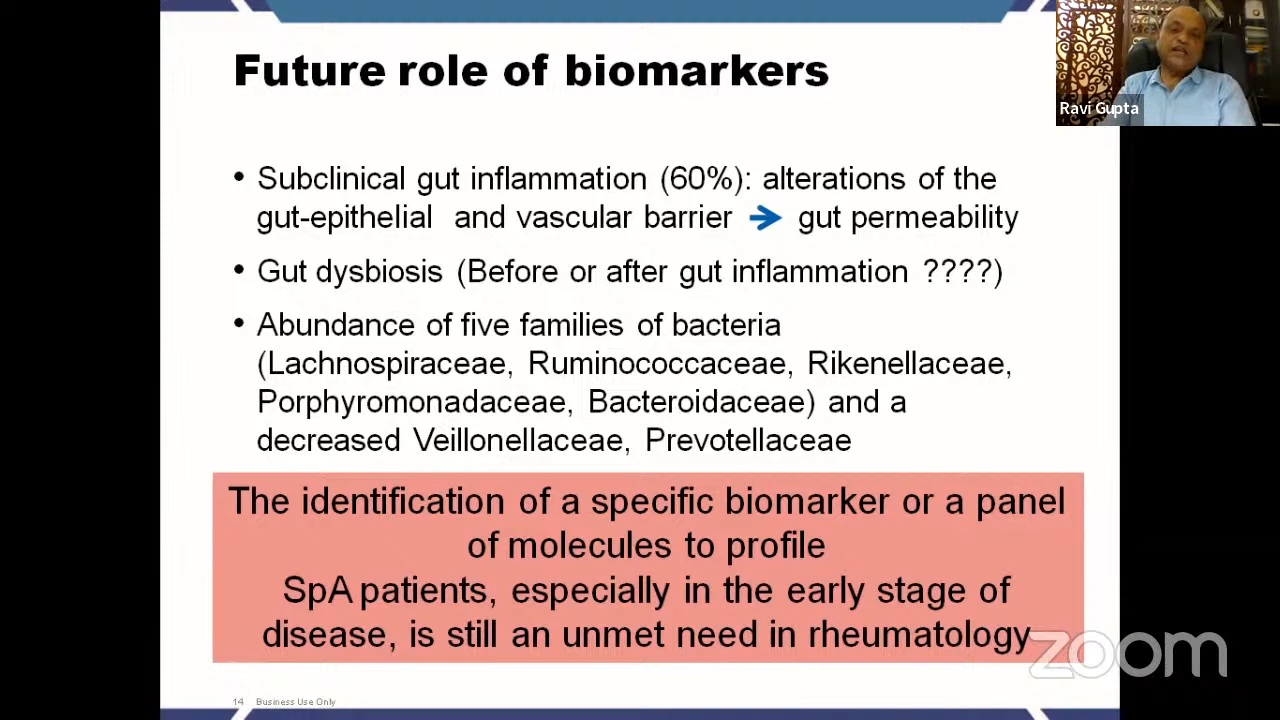 Future role of biomarkers
Ravi Gupta
• Subclinical gut inflammation (60%): alterations of the
gut-epithelial and vascular barrier ➔ gut permeability
• Gut dysbiosis (Before or after gut inflammation ????)
• Abundance of five families of bacteria
(Lachnospiraceae, Ruminococcaceae, Rikenellaceae,
Porphyromonadaceae, Bacteroidaceae) and a
decreased Veillonellaceae, Prevotellaceae
The identification of a specific biomarker or a panel
of molecules to profile
SpA patients, especially in the early stage of
disease, is still an unmet need in rheumatology
zoom
14 Business Use Only